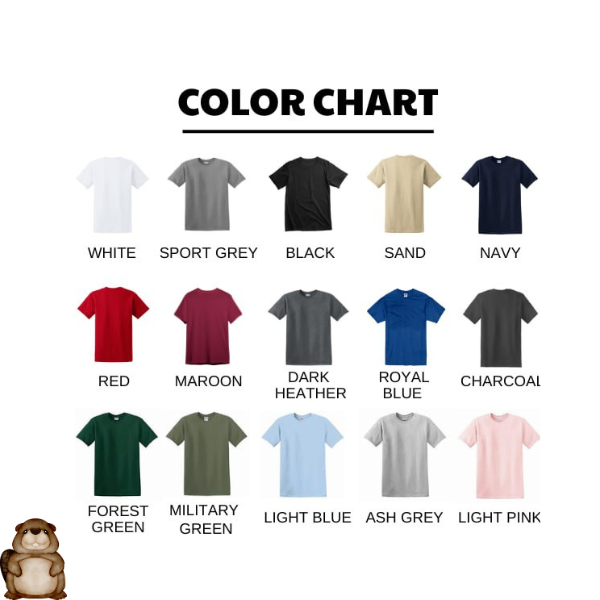 COLOR CHART
WHITE
SPORT GREY
BLACK
SAND
NAVY
RED
MAROON
DARK
HEATHER
ROYAL
BLUE
CHARCOAL
FOREST
GREEN
MILITARY
GREEN
LIGHT BLUE
ASH GREY
LIGHT PINK